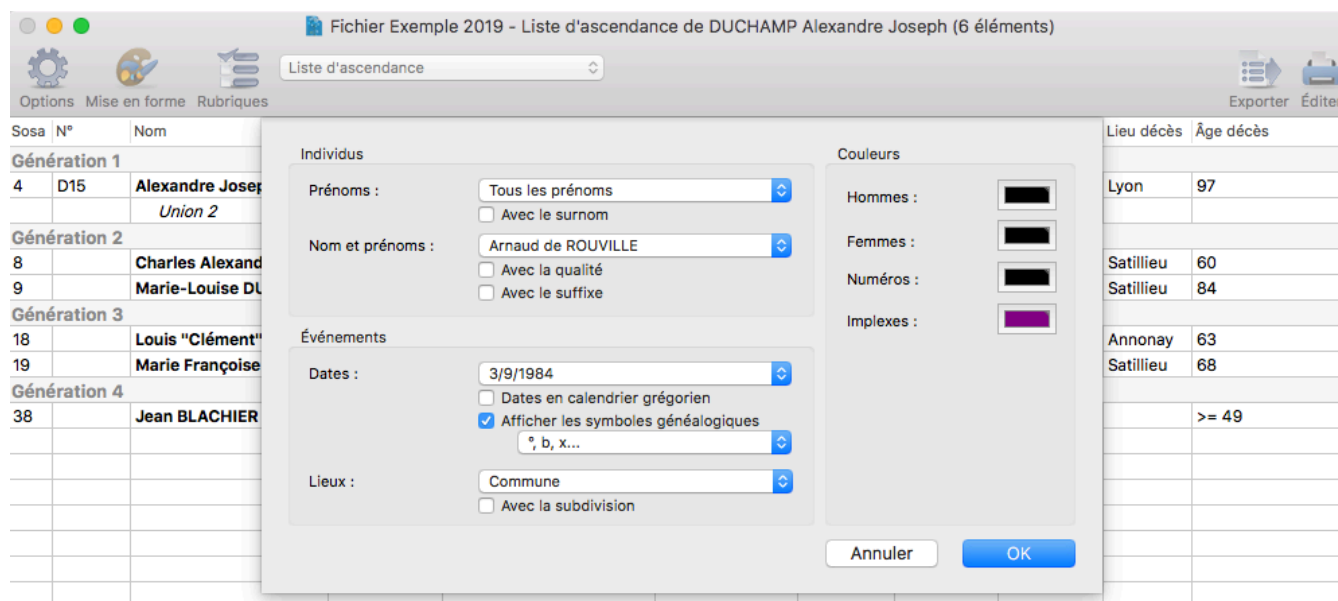 Fichier Exemple 2019 - Liste d'ascendance de DUCHAMP Alexandre Joseph (6 éléments)
Liste d'ascendance
Options Mise en forme Rubriques Exporter Éditer
Sosa N° Nom Lieu décès Âge décès
Génération 1
4 D15 Alexandre Josep Lyon 97
Union 2
Génération 2
8 Charles Alexand Satillieu 60
9 Marie-Louise DU Satillieu 84
Génération 3
18 Louis "Clément" Annonay 63
19 Marie Françoise Satillieu 68
Génération 4
38 Jean BLACHIER >= 49
Individus
Prénoms : Tous les prénoms
Avec le surnom
Nom et prénoms : Arnaud de ROUVILLE
Avec la qualité
Avec le suffixe
Événements
Dates : 3/9/1984
Dates en calendrier grégorien
Afficher les symboles généalogiques
°, b, x...
Lieux : Commune
Avec la subdivision
Couleurs
Hommes :
Femmes :
Numéros :
Implexes :
Annuler OK